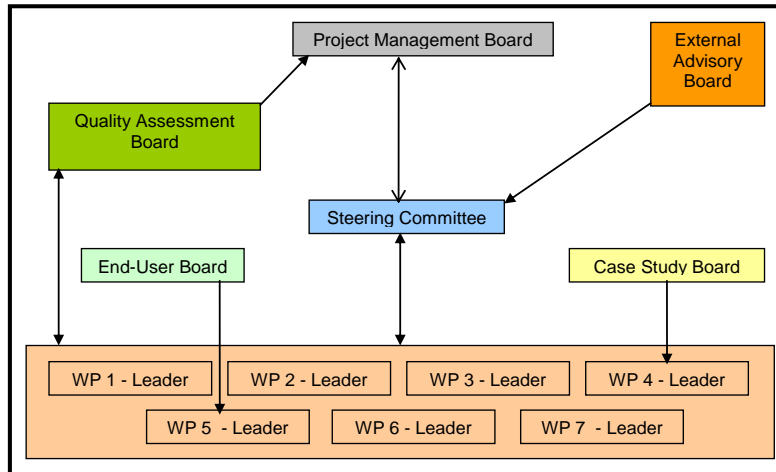 Project Management Board
External
Advisory
Board
Quality Assessment
Board
Steering Committee
End-User Board
Case Study Board
WP 1 - Leader
WP 2 - Leader
WP 3 - Leader
WP 4 - Leader
WP 5 - Leader
WP 6 - Leader
WP 7 - Leader